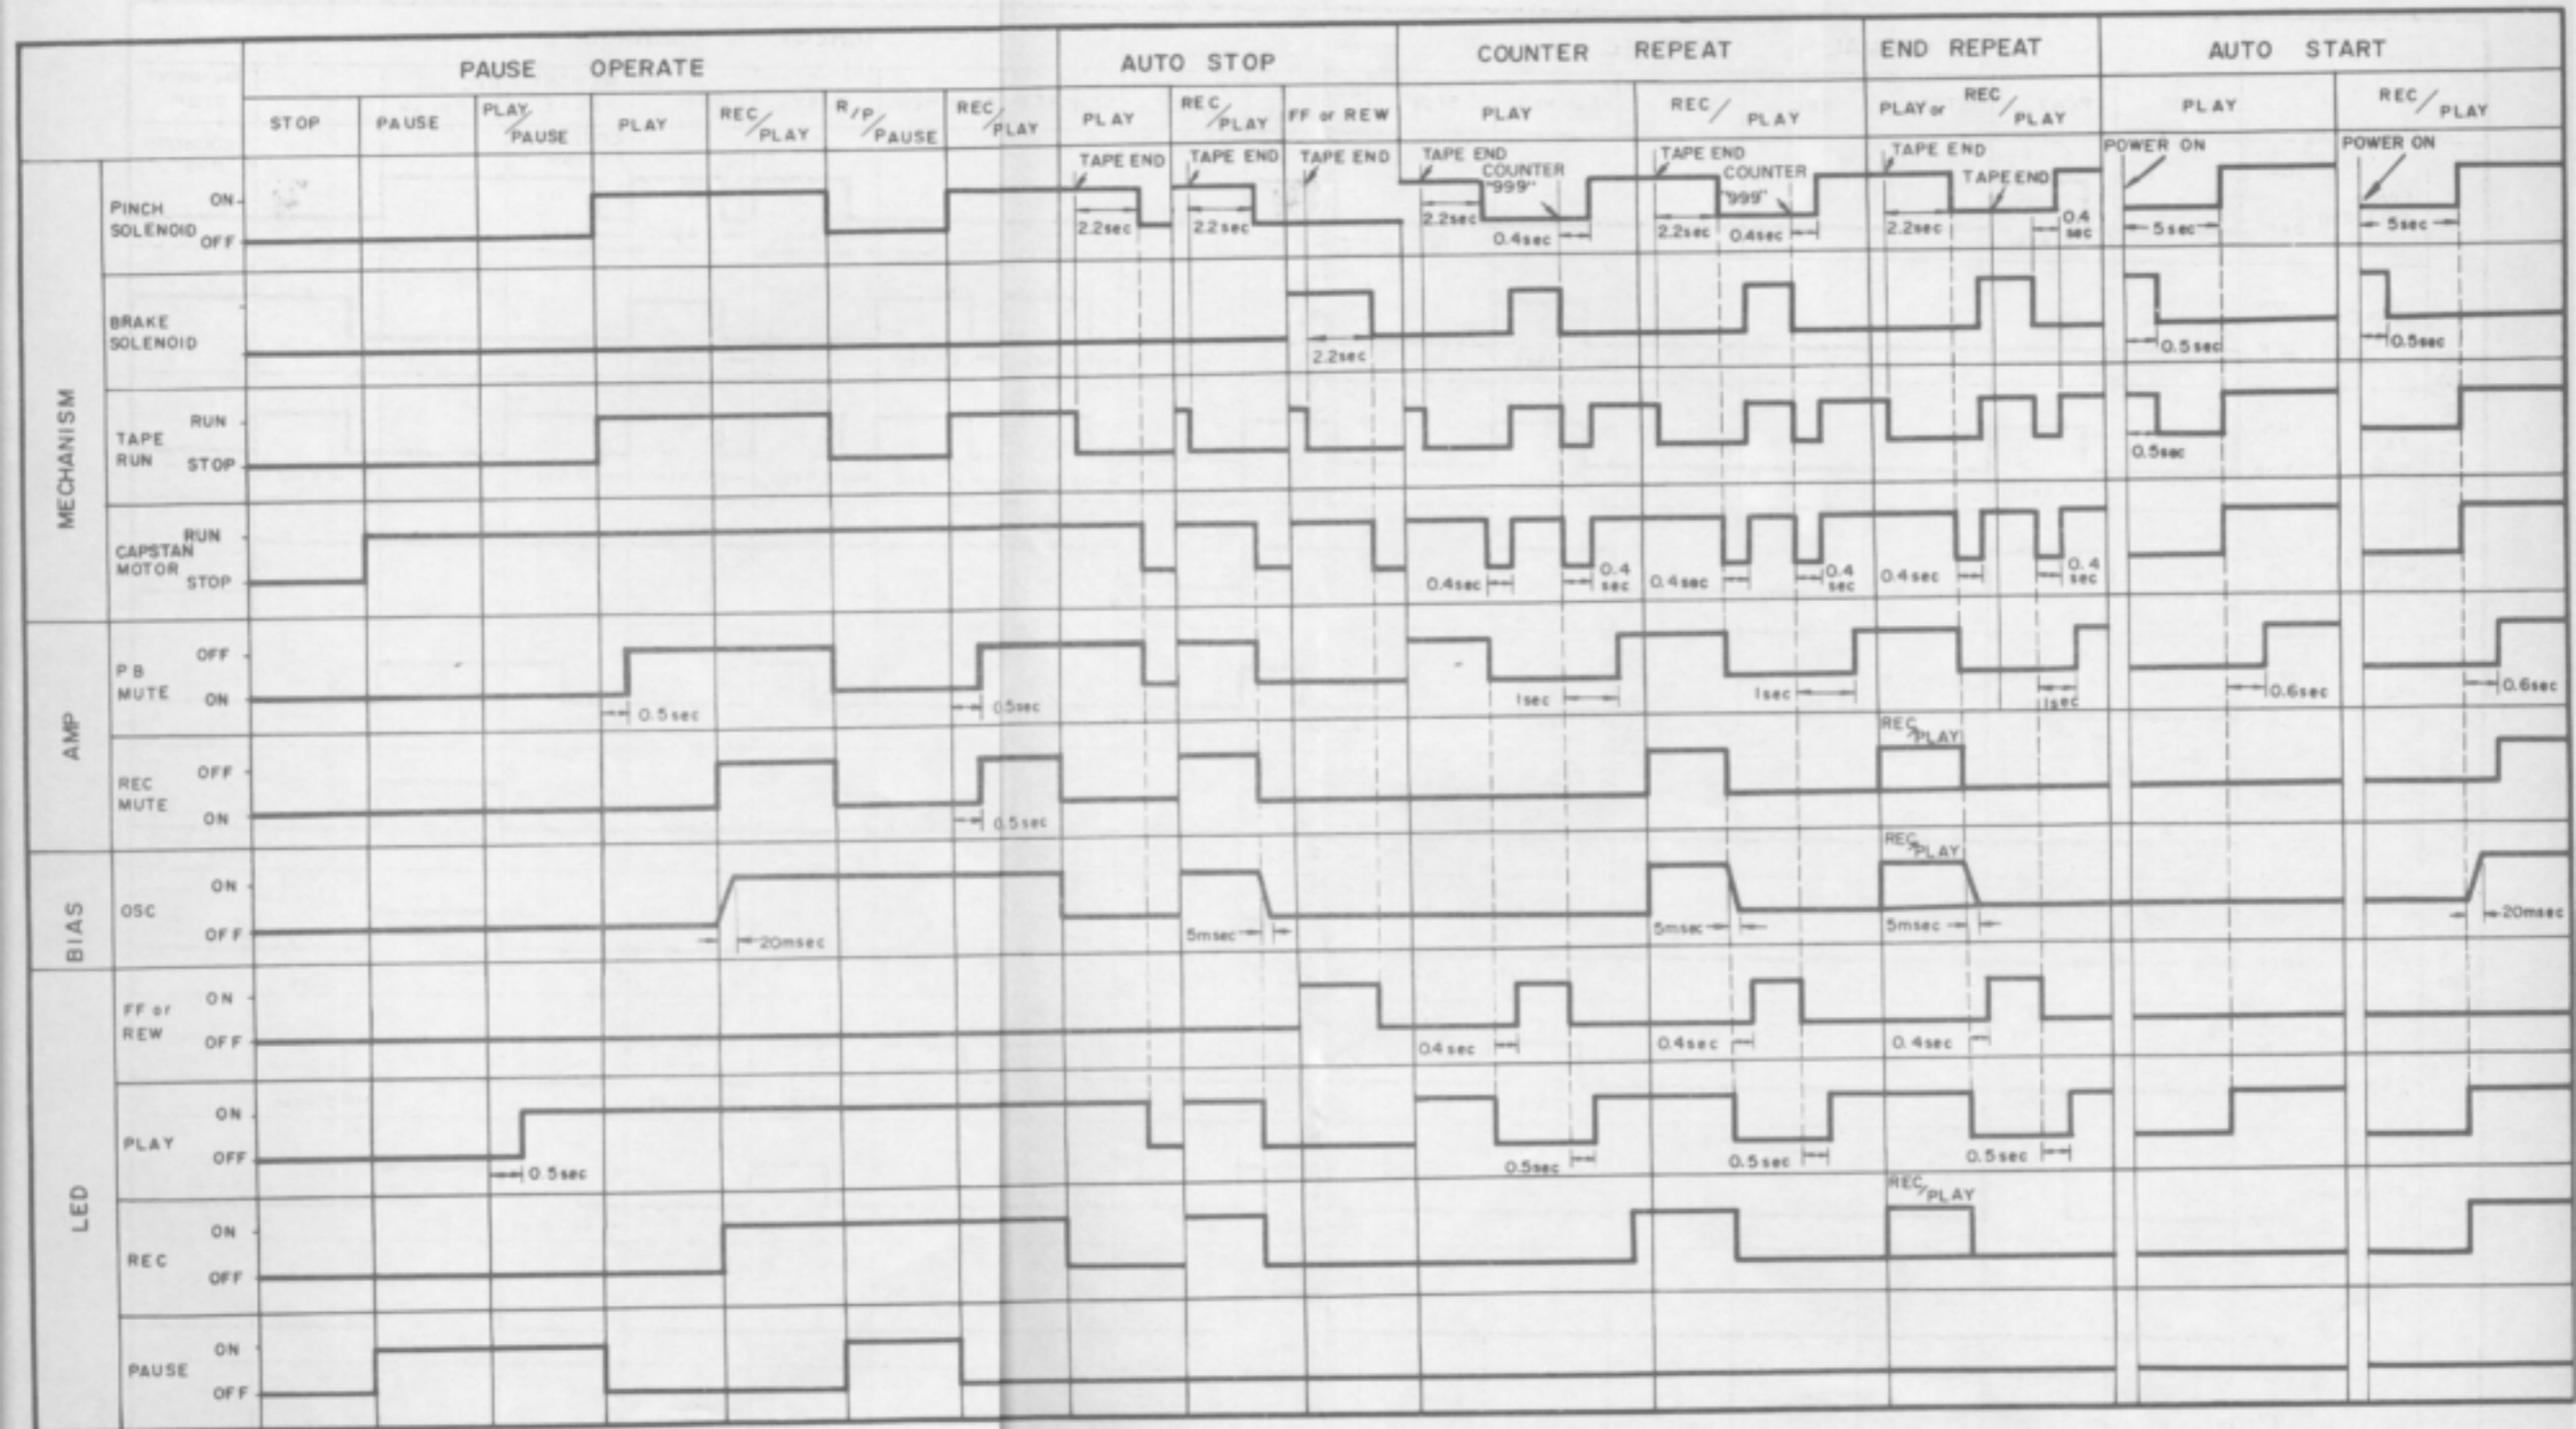 PAUSE OPERATE
AUTO STOP
COUNTER REPEAT
END REPEAT
AUTO START
STOP
PAUSE
PLAY/PAUSE
PLAY
REC/PLAY
R/P/PAUSE
REC/PLAY
PLAY
REC/PLAY
FF or REW
PLAY
REC/PLAY
PLAY or REC/PLAY
PLAY
REC/PLAY
MECHANISM
PINCH SOLENOID
ON
OFF
TAPE END
2.2sec
TAPE END
2.2sec
TAPE END
TAPE END
COUNTER "999"
2.2sec
0.4sec
TAPE END
COUNTER "999"
2.2sec
0.4sec
TAPE END
TAPE END
2.2sec
0.4 sec
POWER ON
5sec
POWER ON
5sec
BRAKE SOLENOID
2.2sec
0.5sec
0.5sec
TAPE RUN
RUN
STOP
0.5sec
CAPSTAN MOTOR
RUN
STOP
0.4sec
0.4 sec
0.4sec
0.4 sec
0.4sec
0.4 sec
AMP
PB MUTE
OFF
ON
0.5sec
0.5sec
1sec
1sec
1sec
0.6sec
0.6sec
REC MUTE
OFF
ON
0.5sec
REC/PLAY
BIAS
OSC
ON
OFF
20msec
5msec
5msec
REC/PLAY
5msec
20msec
LED
FF or REW
ON
OFF
0.4sec
0.4sec
0.4sec
PLAY
ON
OFF
0.5sec
0.5sec
0.5sec
0.5sec
REC
ON
OFF
REC/PLAY
PAUSE
ON
OFF